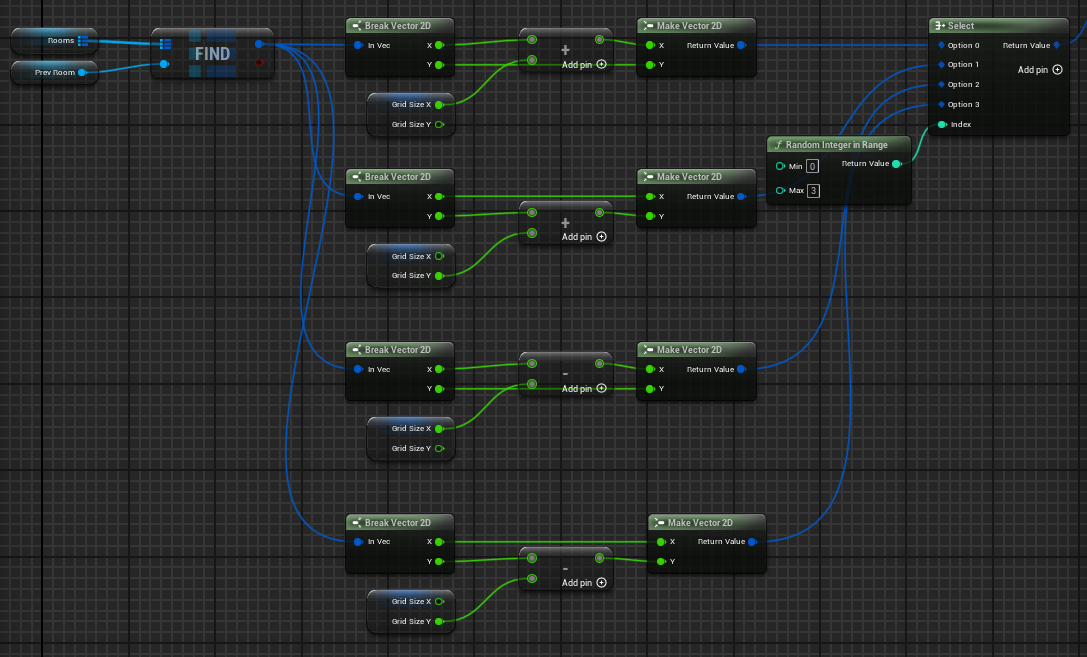 Rooms
Prev Room
FIND
Break Vector 2D
In Vec X
Y
Grid Size X
Grid Size Y
+
Add pin
Make Vector 2D
X Return Value
Y
Select
Option 0 Return Value
Option 1 Add pin
Option 2
Option 3
Index
f Random Integer in Range
Min 0 Return Value
Max 3
Break Vector 2D
In Vec X
Y
Grid Size X
Grid Size Y
+
Add pin
Make Vector 2D
X Return Value
Y
Break Vector 2D
In Vec X
Y
Grid Size X
Grid Size Y
-
Add pin
Make Vector 2D
X Return Value
Y
Break Vector 2D
In Vec X
Y
Grid Size X
Grid Size Y
-
Add pin
Make Vector 2D
X Return Value
Y